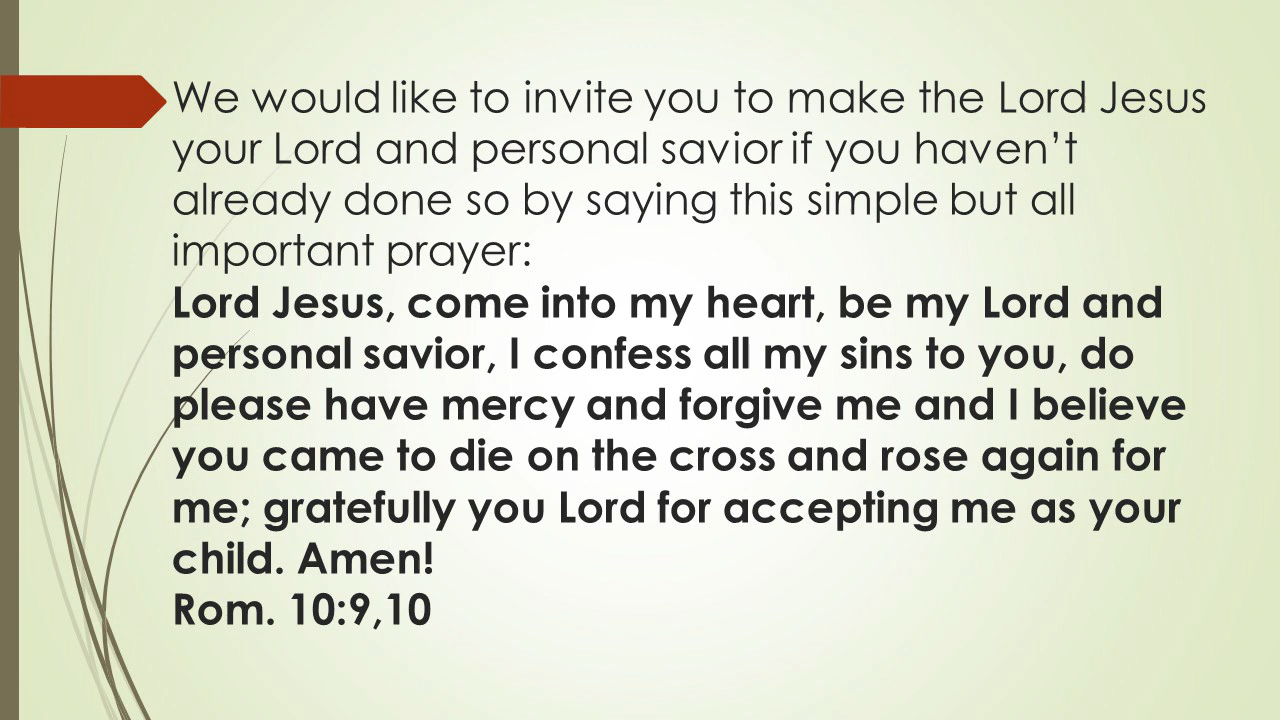 We would like to invite you to make the Lord Jesus
your Lord and personal savior if you haven’t
already done so by saying this simple but all
important prayer:
Lord Jesus, come into my heart, be my Lord and
personal savior, I confess all my sins to you, do
please have mercy and forgive me and I believe
you came to die on the cross and rose again for
me; gratefully you Lord for accepting me as your
child. Amen!
Rom. 10:9,10